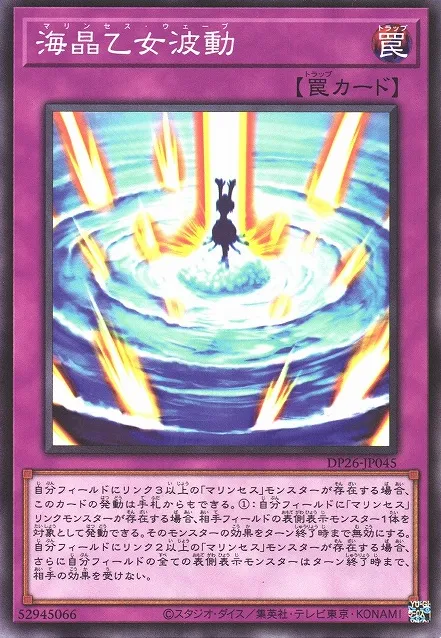 マリンセス・ウェーブ
海晶乙女波動
トラップ
罠
【罠カード】
トラップ
DP26-JP045
自分フィールドにリンク3以上の「マリンセス」モンスターが存在する場合、
このカードの発動は手札からもできる。①:自分フィールドに「マリンセス」
リンクモンスターが存在する場合、相手フィールドの表側表示モンスター1体を
対象として発動できる。そのモンスターの効果をターン終了時まで無効にする。
自分フィールドにリンク2以上の「マリンセス」モンスターが存在する場合、
さらに自分フィールドの全ての表側表示モンスターはターン終了時まで、
相手の効果を受けない。
52945066
©スタジオ・ダイス/集英社・テレビ東京・KONAMI